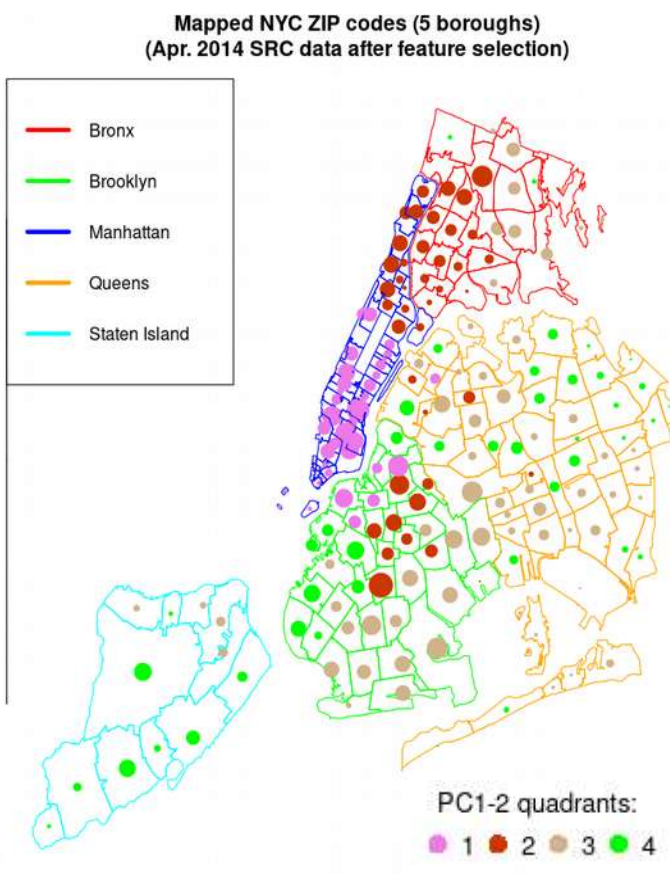 Mapped NYC ZIP codes (5 boroughs)
(Apr. 2014 SRC data after feature selection)
Bronx
Brooklyn
Manhattan
Queens
Staten Island
PC1-2 quadrants:
1 2 3 4